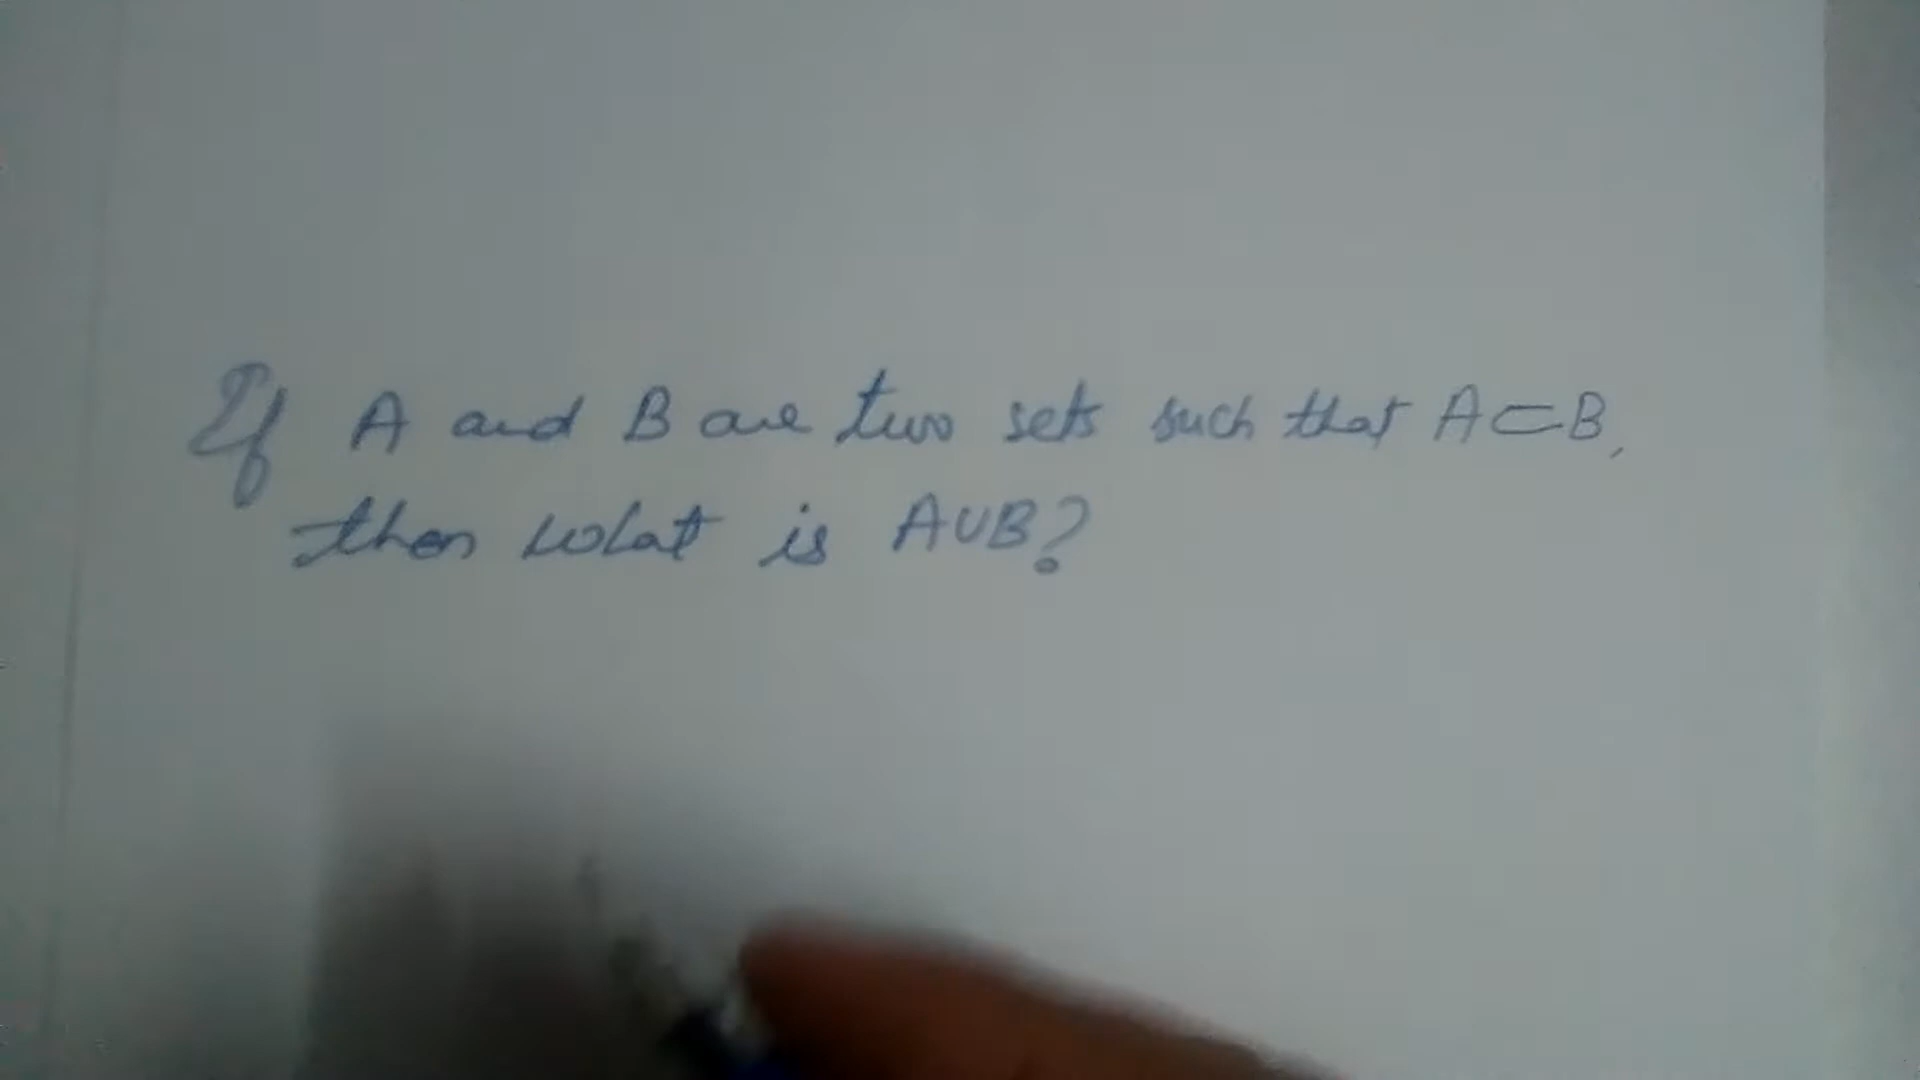 If A and B are two sets such that A⊂B,
then what is A∪B?